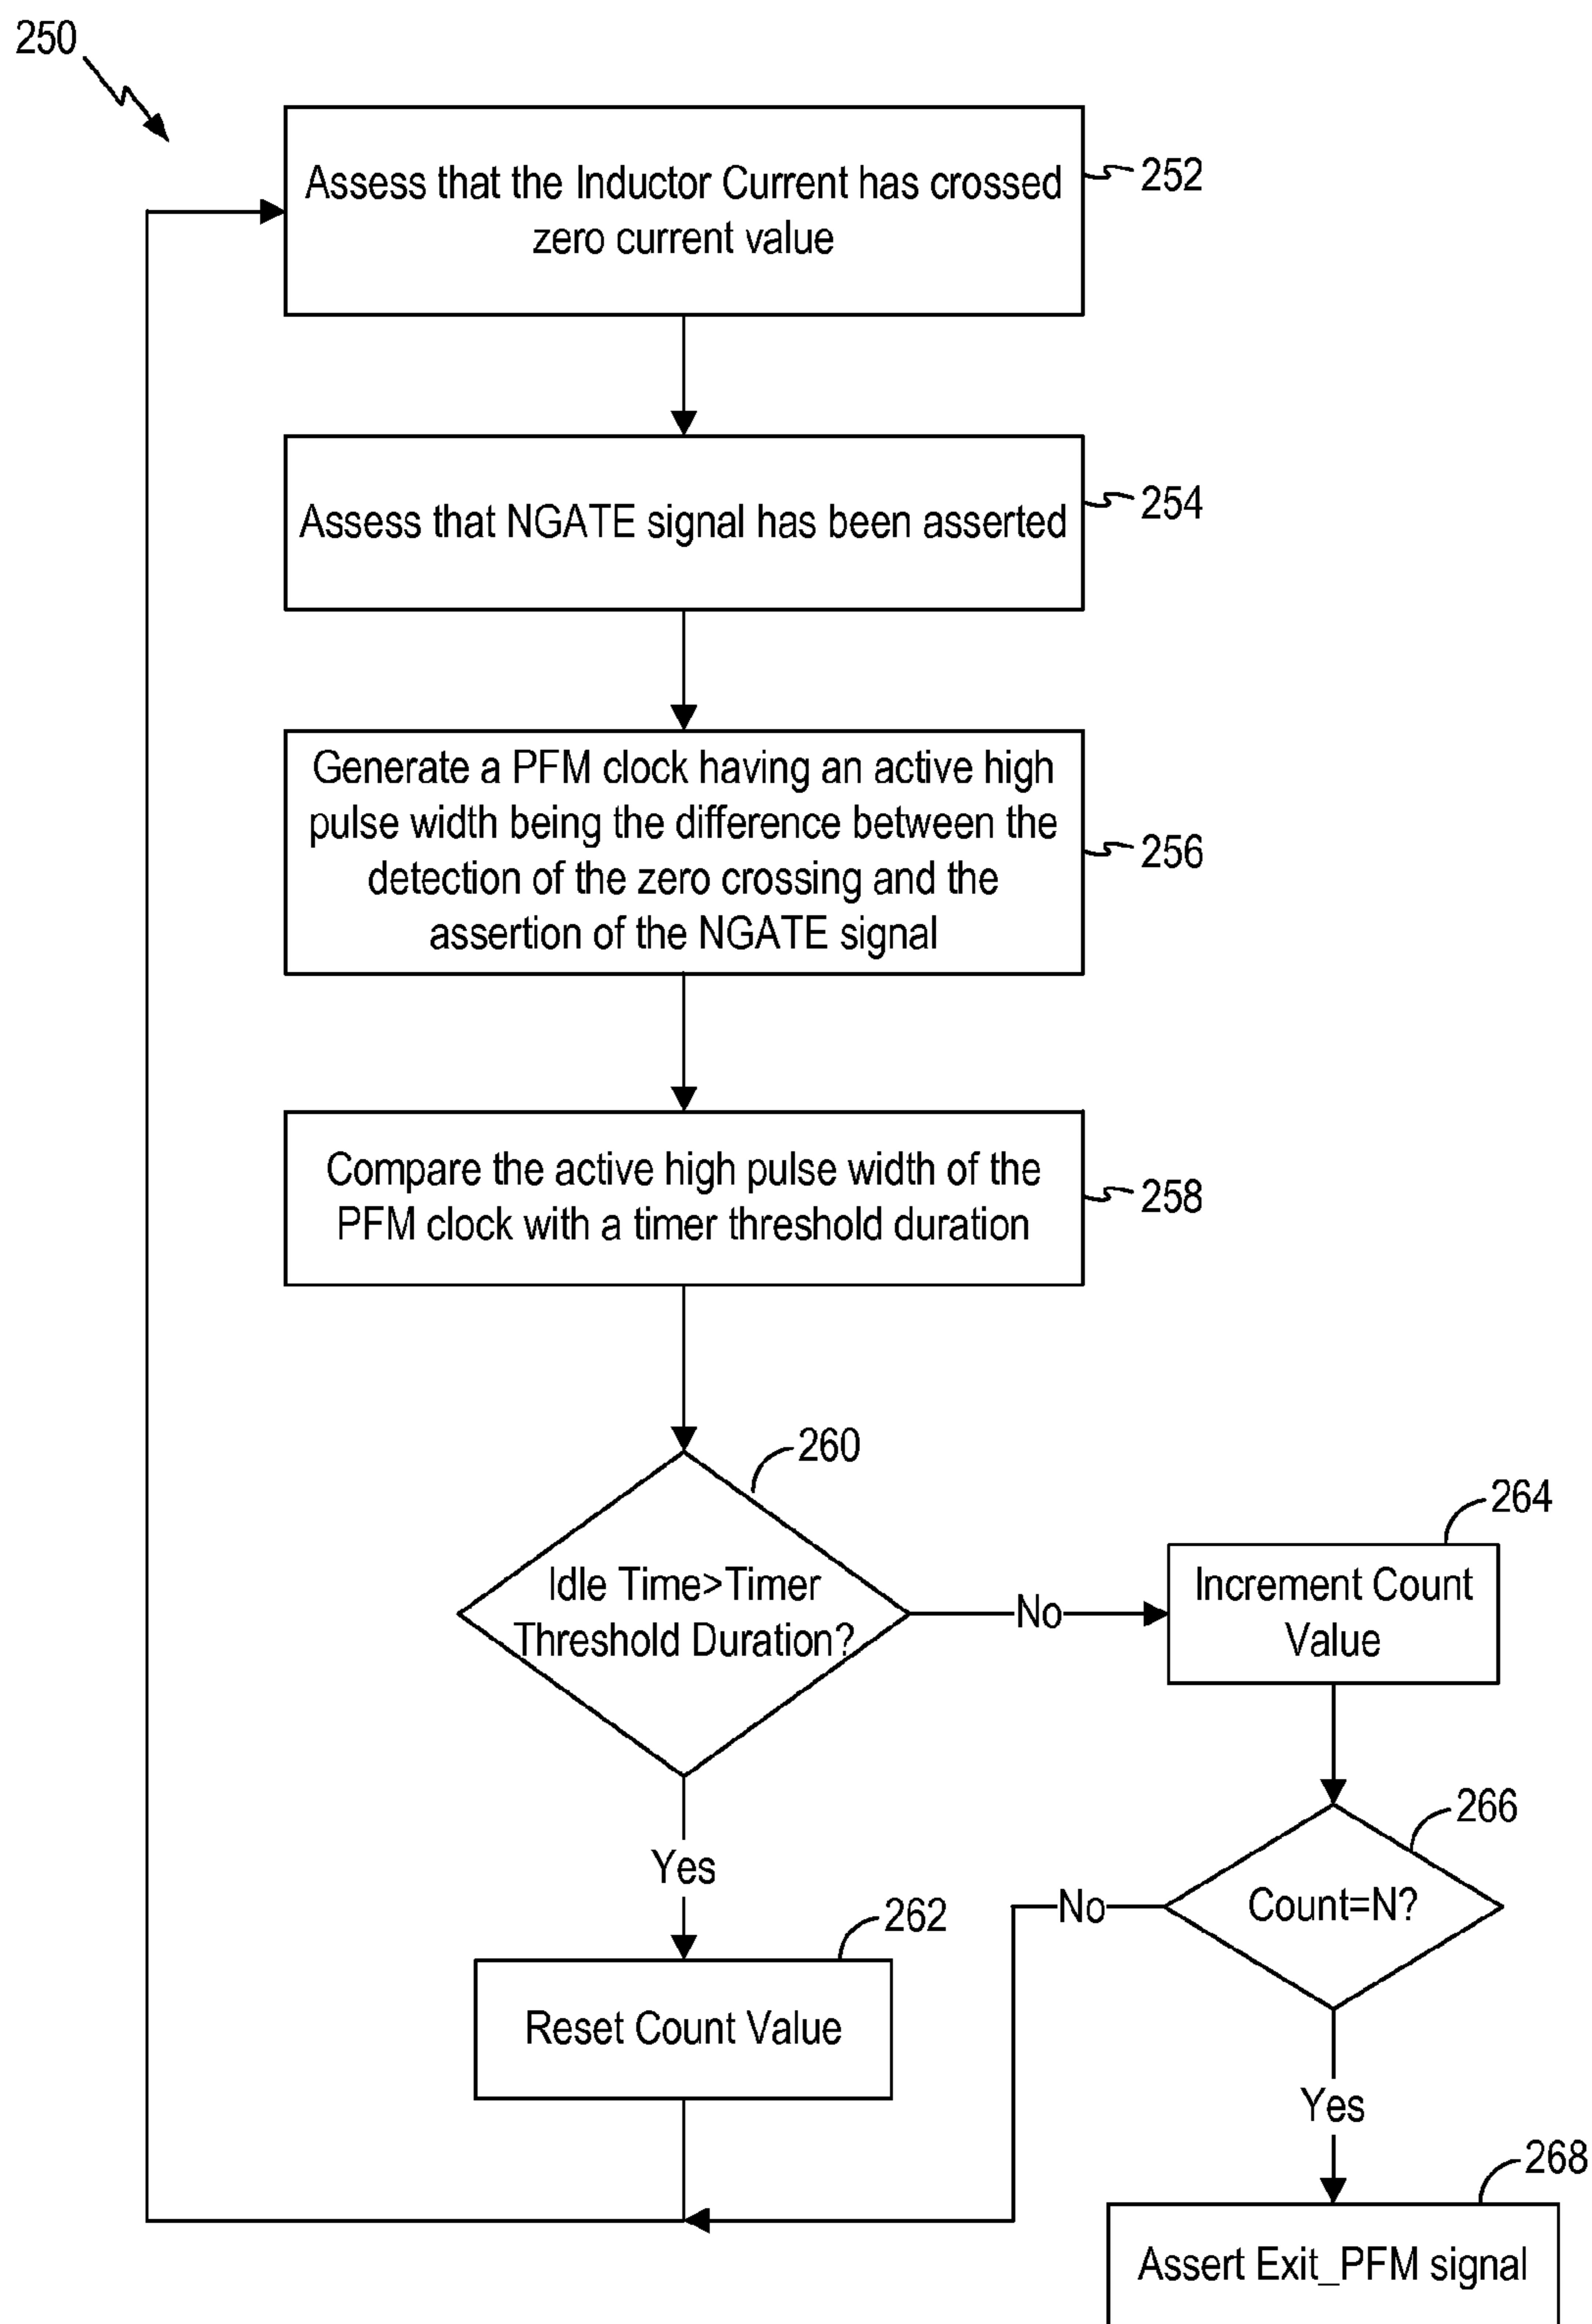 250
Assess that the Inductor Current has crossed
zero current value
252
Assess that NGATE signal has been asserted
254
Generate a PFM clock having an active high
pulse width being the difference between the
detection of the zero crossing and the
assertion of the NGATE signal
256
Compare the active high pulse width of the
PFM clock with a timer threshold duration
258
260
Idle Time>Timer
Threshold Duration?
No
264
Increment Count
Value
Yes
266
Count=N?
No
262
Reset Count Value
Yes
268
Assert Exit_PFM signal